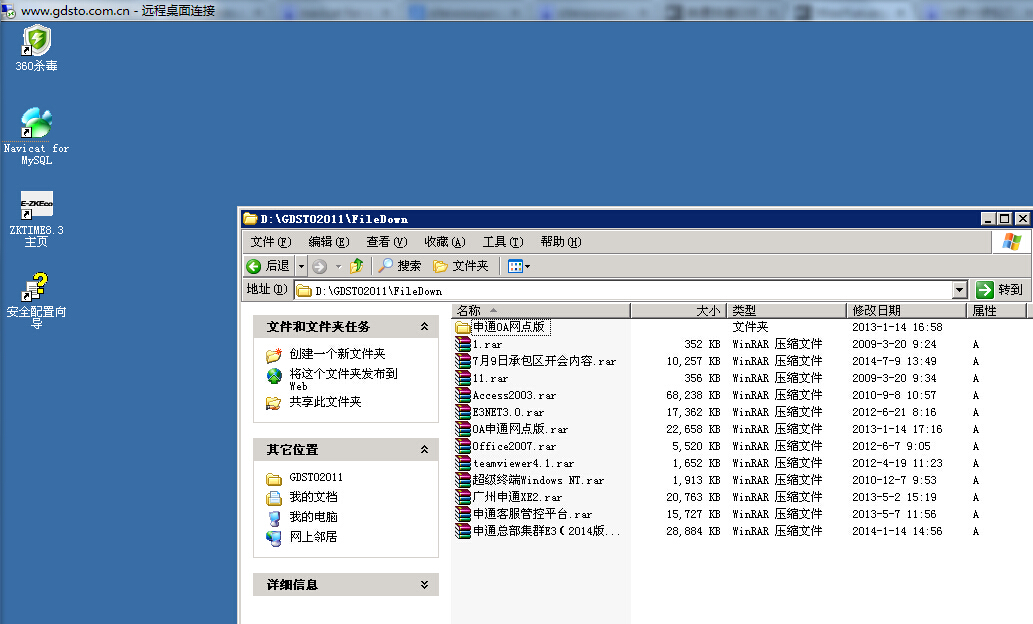 www.gdsto.com.cn - 远程桌面连接
360杀毒
Navicat for
MySQL
E-ZKEco
ZKTIME8.3
主页
安全配置向
导
D:\GDSTO2011\FileDown
文件(F) 编辑(E) 查看(V) 收藏(A) 工具(T) 帮助(H)
后退 搜索 文件夹
地址(D) D:\GDSTO2011\FileDown 转到
文件和文件夹任务
创建一个新文件夹
将这个文件夹发布到
Web
共享此文件夹
其它位置
GDSTO2011
我的文档
我的电脑
网上邻居
详细信息
名称 大小 类型 修改日期 属性
申通OA网点版 文件夹 2013-1-14 16:58
1.rar 352 KB WinRAR 压缩文件 2009-3-20 9:24 A
7月9日承包区开会内容.rar 10,257 KB WinRAR 压缩文件 2014-7-9 13:49 A
11.rar 356 KB WinRAR 压缩文件 2009-3-20 9:34 A
Access2003.rar 68,238 KB WinRAR 压缩文件 2010-9-8 10:57 A
E3NET3.0.rar 17,362 KB WinRAR 压缩文件 2012-6-21 8:16 A
OA申通网点版.rar 22,658 KB WinRAR 压缩文件 2013-1-14 17:16 A
Office2007.rar 5,520 KB WinRAR 压缩文件 2012-6-7 9:05 A
teamviewer4.1.rar 1,652 KB WinRAR 压缩文件 2012-4-19 11:23 A
超级终端Windows NT.rar 1,913 KB WinRAR 压缩文件 2010-12-7 9:53 A
广州申通XE2.rar 20,763 KB WinRAR 压缩文件 2013-5-2 15:19 A
申通客服管控平台.rar 15,727 KB WinRAR 压缩文件 2013-5-7 11:56 A
申通总部集群E3(2014版... 28,884 KB WinRAR 压缩文件 2014-1-14 14:56 A